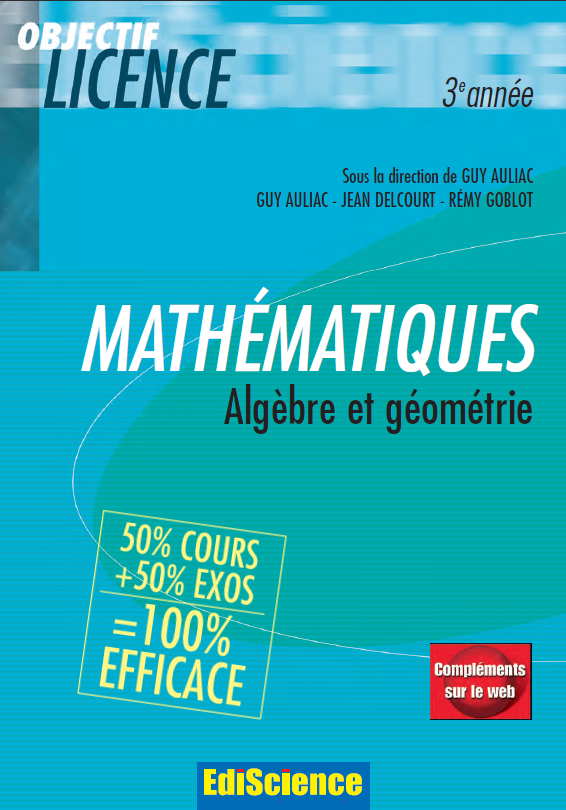 OBJECTIF
LICENCE
3e année
Sous la direction de GUY AULIAC
GUY AULIAC - JEAN DELCOURT - RÉMY GOBLOT
MATHÉMATIQUES
Algèbre et géométrie
50% COURS
+50% EXOS
=100%
EFFICACE
Compléments
sur le web
EdiScience